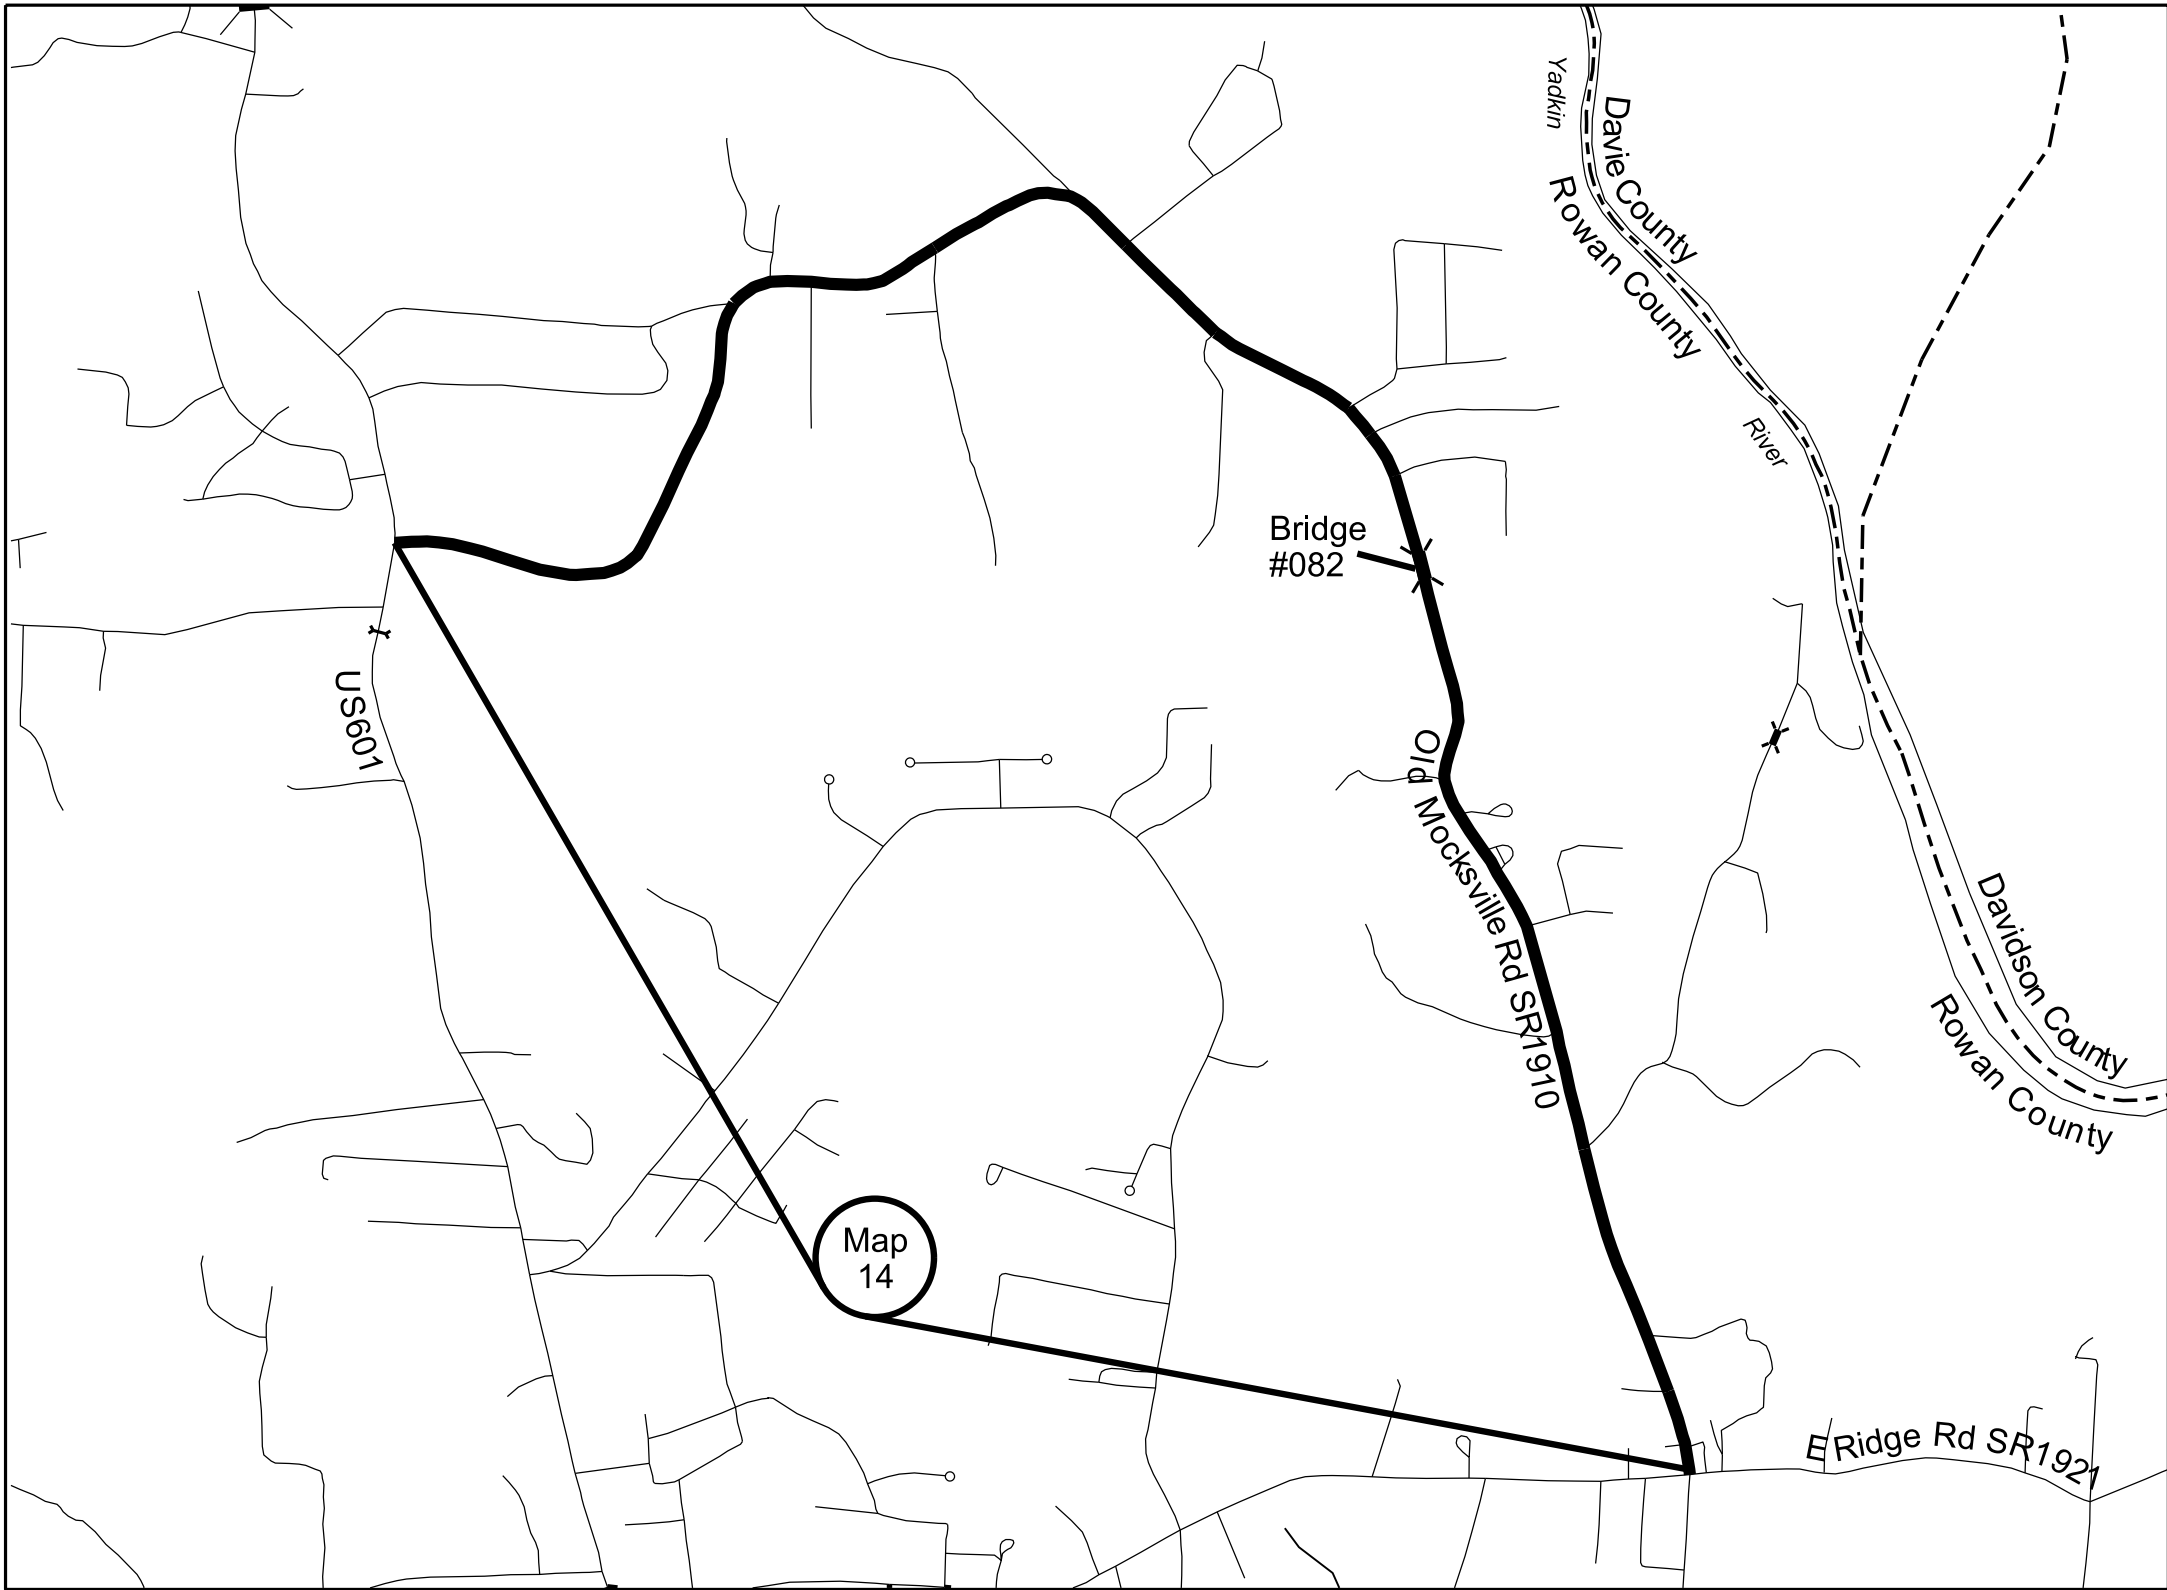 Yadkin
Davie County
Rowan County
River
Bridge
#082
US601
Old Mocksville Rd SR1910
Davidson County
Rowan County
Map
14
E Ridge Rd SR1921